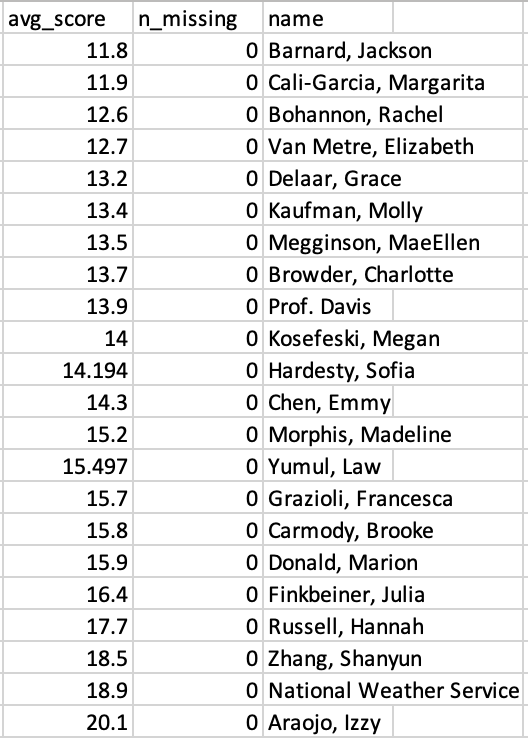 avg_score n_missing name
11.8 0 Barnard, Jackson
11.9 0 Cali-Garcia, Margarita
12.6 0 Bohannon, Rachel
12.7 0 Van Metre, Elizabeth
13.2 0 Delaar, Grace
13.4 0 Kaufman, Molly
13.5 0 Megginson, MaeEllen
13.7 0 Browder, Charlotte
13.9 0 Prof. Davis
14 0 Kosefeski, Megan
14.194 0 Hardesty, Sofia
14.3 0 Chen, Emmy
15.2 0 Morphis, Madeline
15.497 0 Yumul, Law
15.7 0 Grazioli, Francesca
15.8 0 Carmody, Brooke
15.9 0 Donald, Marion
16.4 0 Finkbeiner, Julia
17.7 0 Russell, Hannah
18.5 0 Zhang, Shanyun
18.9 0 National Weather Service
20.1 0 Araojo, Izzy